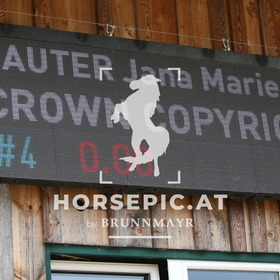 AUTER Jana Marie
CROWN COPYRIG
#4 0.00
HORSEPIC.AT
by BRUNNMAYR